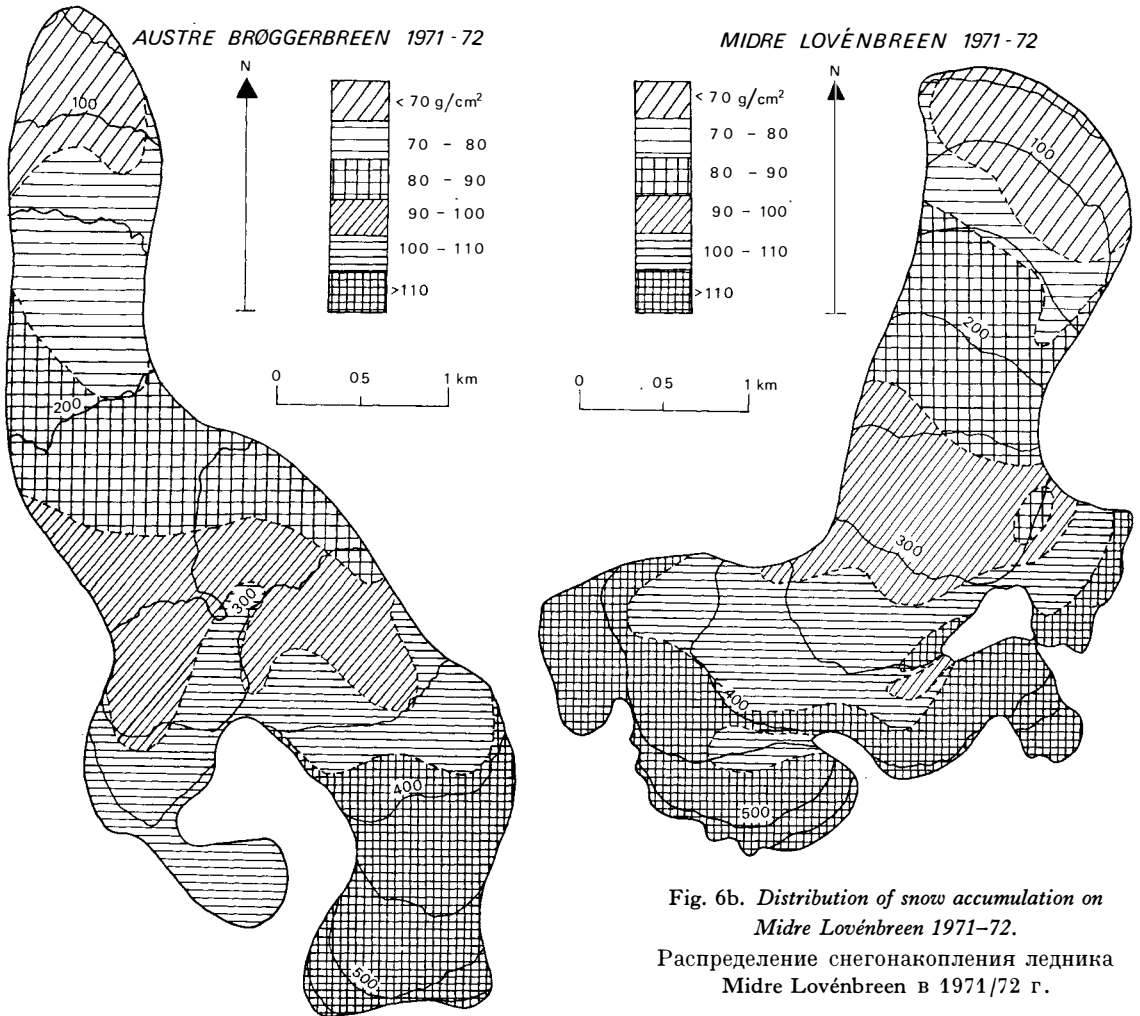 AUSTRE BRØGGERBREEN 1971-72
N
< 70 g/cm²
70 - 80
80 - 90
90 - 100
100 - 110
>110
0 05 1 km
100
200
300
400
500
MIDRE LOVÉNBREEN 1971-72
N
< 70 g/cm²
70 - 80
80 - 90
90 - 100
100 - 110
>110
0 .05 1 km
100
200
300
400
500
Fig. 6b. Distribution of snow accumulation on
Midre Lovénbreen 1971–72.
Распределение снегонакопления ледника
Midre Lovénbreen в 1971/72 г.